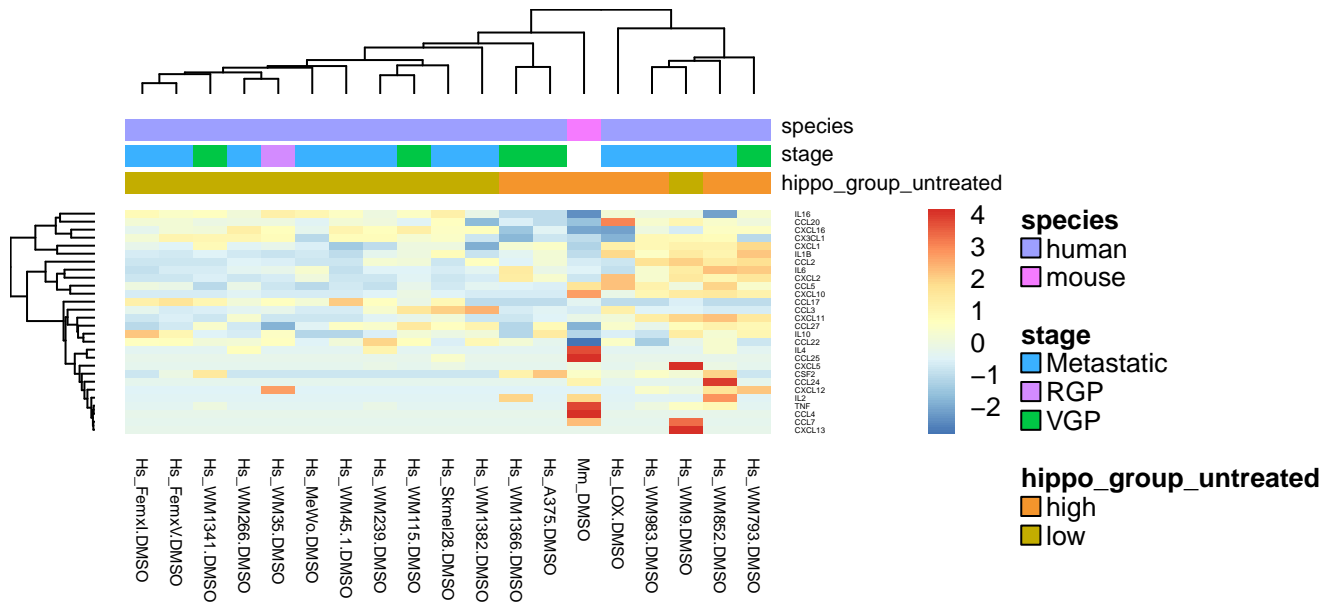 species
stage
hippo_group_untreated
IL16
CCL20
CXCL16
CX3CL1
CXCL1
IL1B
CCL2
IL6
CXCL2
CCL5
CXCL10
CCL17
CCL3
CXCL11
CCL27
IL10
CCL22
IL4
CCL25
CXCL5
CSF2
CCL24
CXCL12
IL2
TNF
CCL4
CCL7
CXCL13
4
3
2
1
0
−1
−2
species
human
mouse
stage
Metastatic
RGP
VGP
hippo_group_untreated
high
low
Hs_FemxI.DMSO
Hs_FemxV.DMSO
Hs_WM1341.DMSO
Hs_WM266.DMSO
Hs_WM35.DMSO
Hs_MeWo.DMSO
Hs_WM45.1.DMSO
Hs_WM239.DMSO
Hs_WM115.DMSO
Hs_Skmel28.DMSO
Hs_WM1382.DMSO
Hs_WM1366.DMSO
Hs_A375.DMSO
Mm_DMSO
Hs_LOX.DMSO
Hs_WM983.DMSO
Hs_WM9.DMSO
Hs_WM852.DMSO
Hs_WM793.DMSO